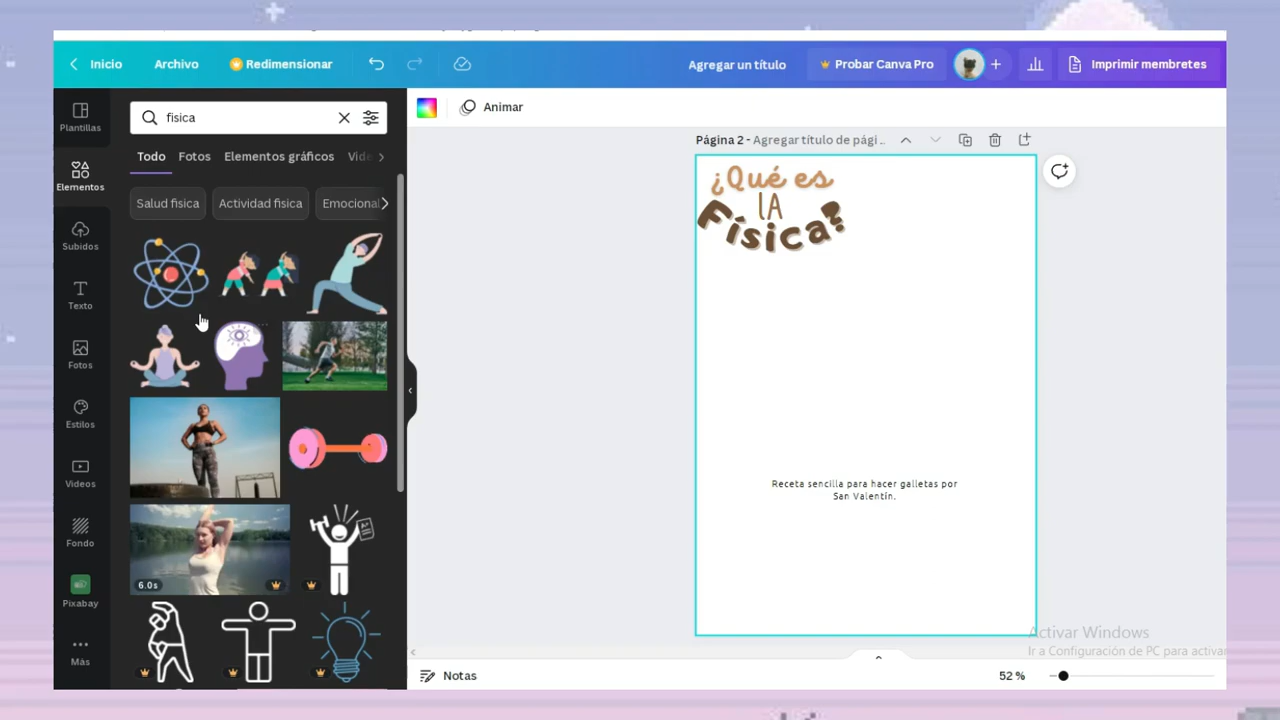 Inicio
Archivo
Redimensionar
Agregar un título
Probar Canva Pro
Imprimir membretes
Plantillas
Elementos
Subidos
Texto
Fotos
Estilos
Videos
Fondo
Pixabay
Más
fisica
Todo
Fotos
Elementos gráficos
Vide
Salud fisica
Actividad fisica
Emocional
6.0s
A+
Animar
Página 2 - Agregar título de pági...
¿Qué es
lA
Física?
Receta sencilla para hacer galletas por
San Valentín.
Activar Windows
Ir a Configuración de PC para activar
Notas
52 %